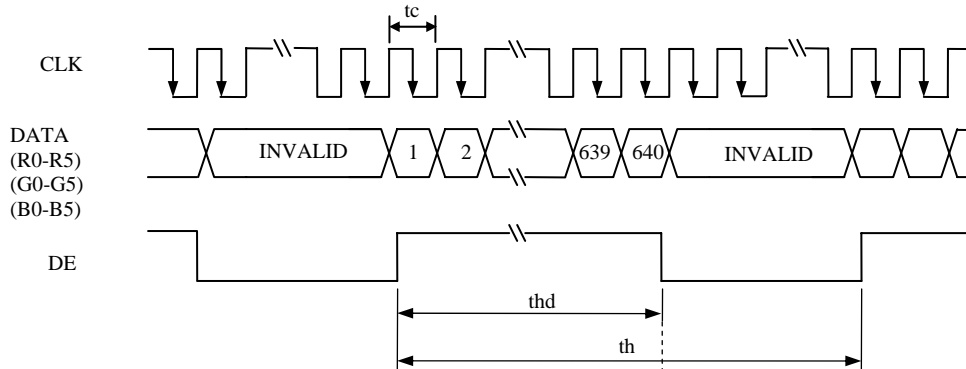 tc
CLK
DATA
(R0-R5)
(G0-G5)
(B0-B5)
INVALID 1 2 639 640 INVALID
DE
thd
th